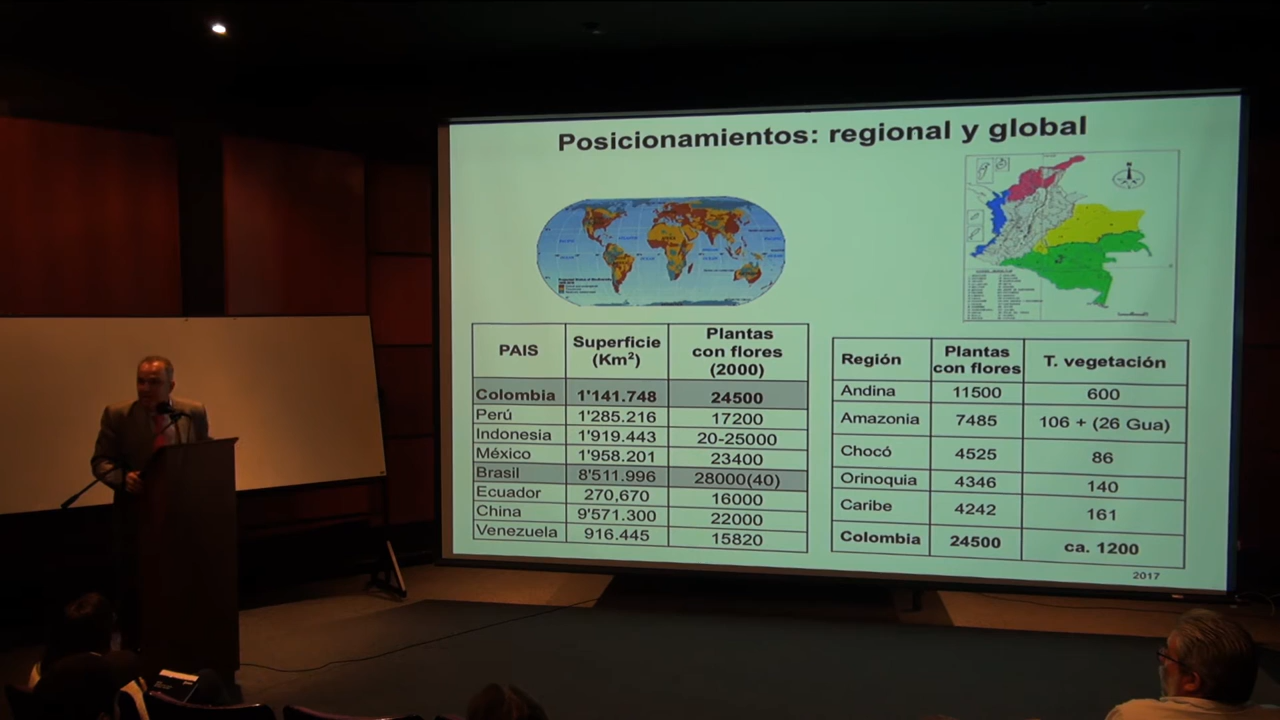 Posicionamientos: regional y global
PAIS Superficie (Km²) Plantas con flores (2000)
Colombia 1'141.748 24500
Perú 1'285.216 17200
Indonesia 1'919.443 20-25000
México 1'958.201 23400
Brasil 8'511.996 28000(40)
Ecuador 270,670 16000
China 9'571.300 22000
Venezuela 916.445 15820
Región Plantas con flores T. vegetación
Andina 11500 600
Amazonia 7485 106 + (26 Gua)
Chocó 4525 86
Orinoquia 4346 140
Caribe 4242 161
Colombia 24500 ca. 1200
2017